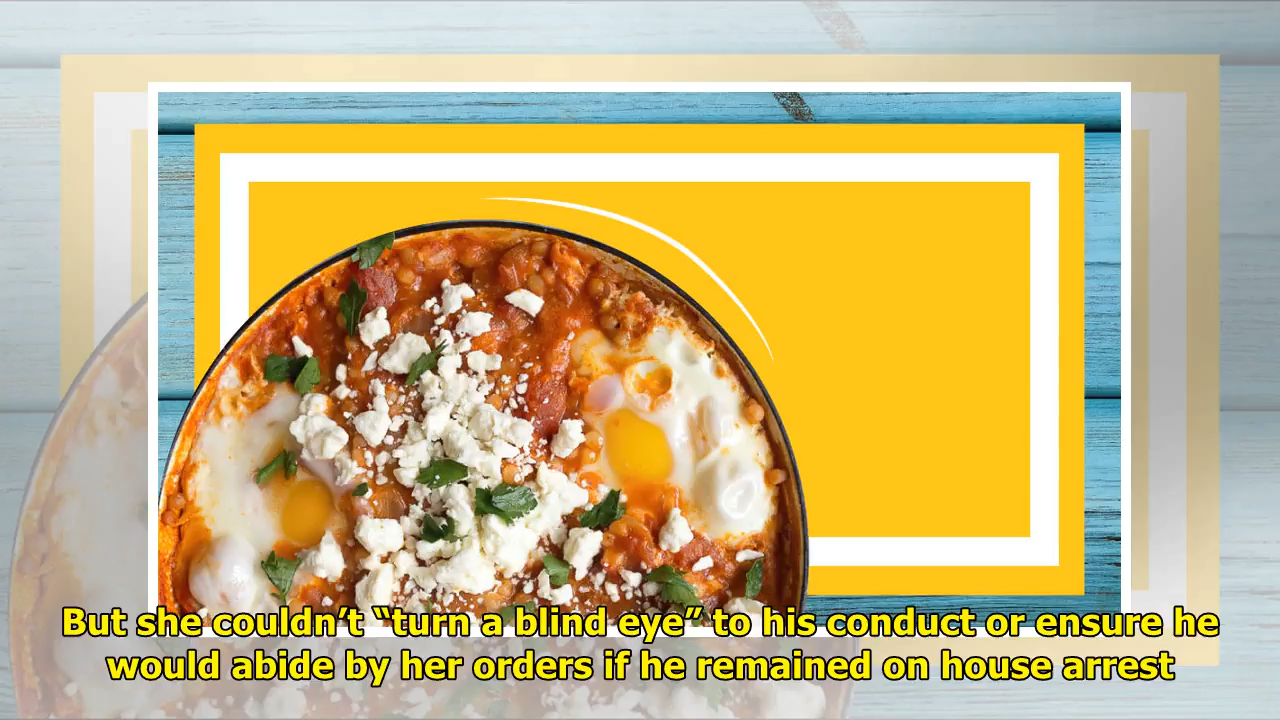 But she couldn’t “turn a blind eye” to his conduct or ensure he
would abide by her orders if he remained on house arrest